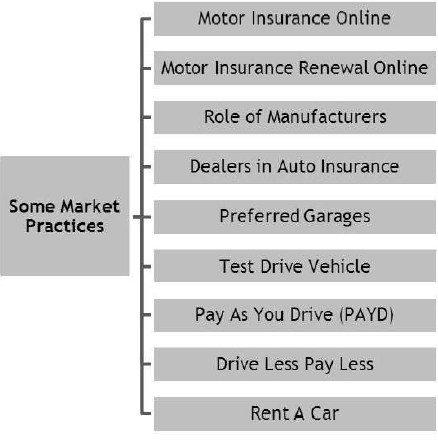 Motor Insurance Online
Motor Insurance Renewal Online
Role of Manufacturers
Dealers in Auto Insurance
Some Market
Practices
Preferred Garages
Test Drive Vehicle
Pay As You Drive (PAYD)
Drive Less Pay Less
Rent A Car